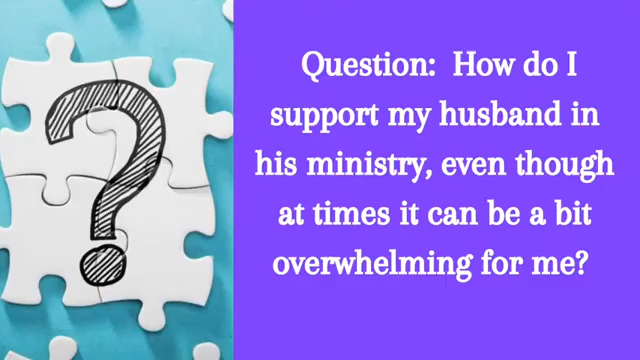 Question:  How do I
support my husband in
his ministry, even though
at times it can be a bit
overwhelming for me?